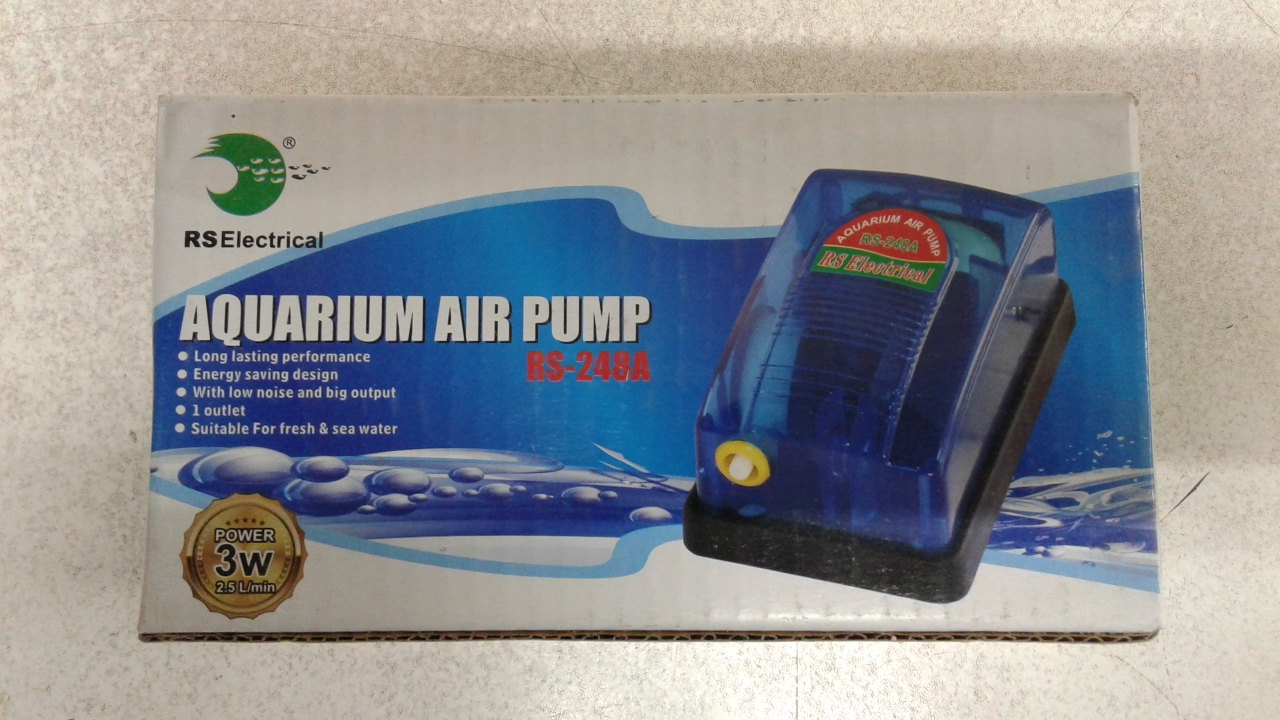 ®
RS Electrical
AQUARIUM AIR PUMP
RS-248A
● Long lasting performance
● Energy saving design
● With low noise and big output
● 1 outlet
● Suitable For fresh & sea water
POWER
3W
2.5 L/min
AQUARIUM AIR PUMP
RS-248A
RS Electrical